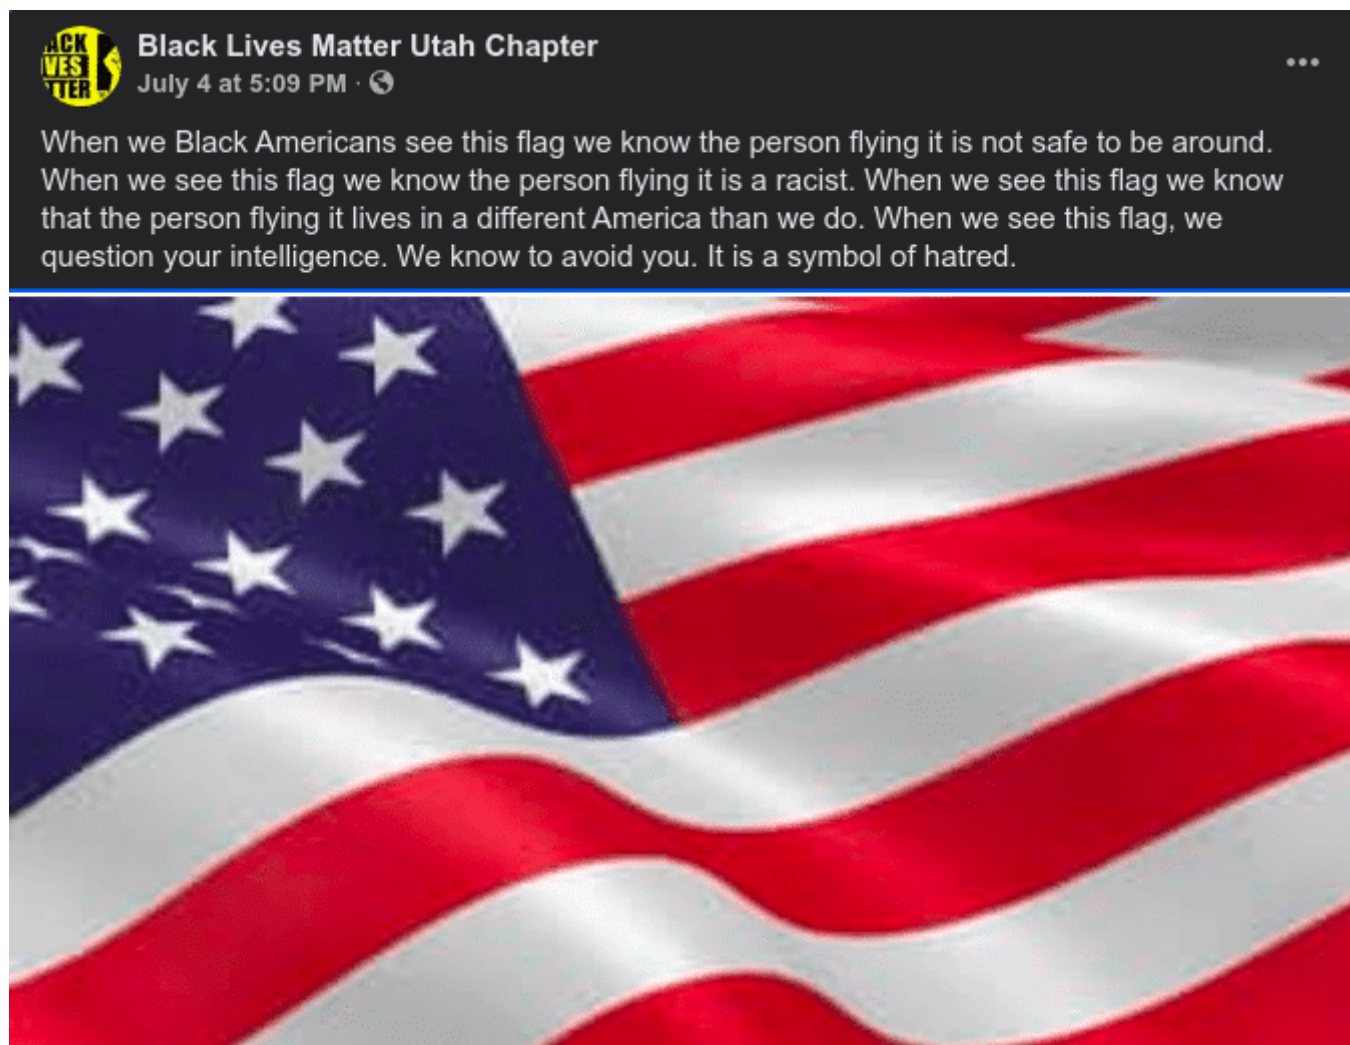 ACK
VES
TTER
Black Lives Matter Utah Chapter
July 4 at 5:09 PM ·
When we Black Americans see this flag we know the person flying it is not safe to be around.
When we see this flag we know the person flying it is a racist. When we see this flag we know
that the person flying it lives in a different America than we do. When we see this flag, we
question your intelligence. We know to avoid you. It is a symbol of hatred.